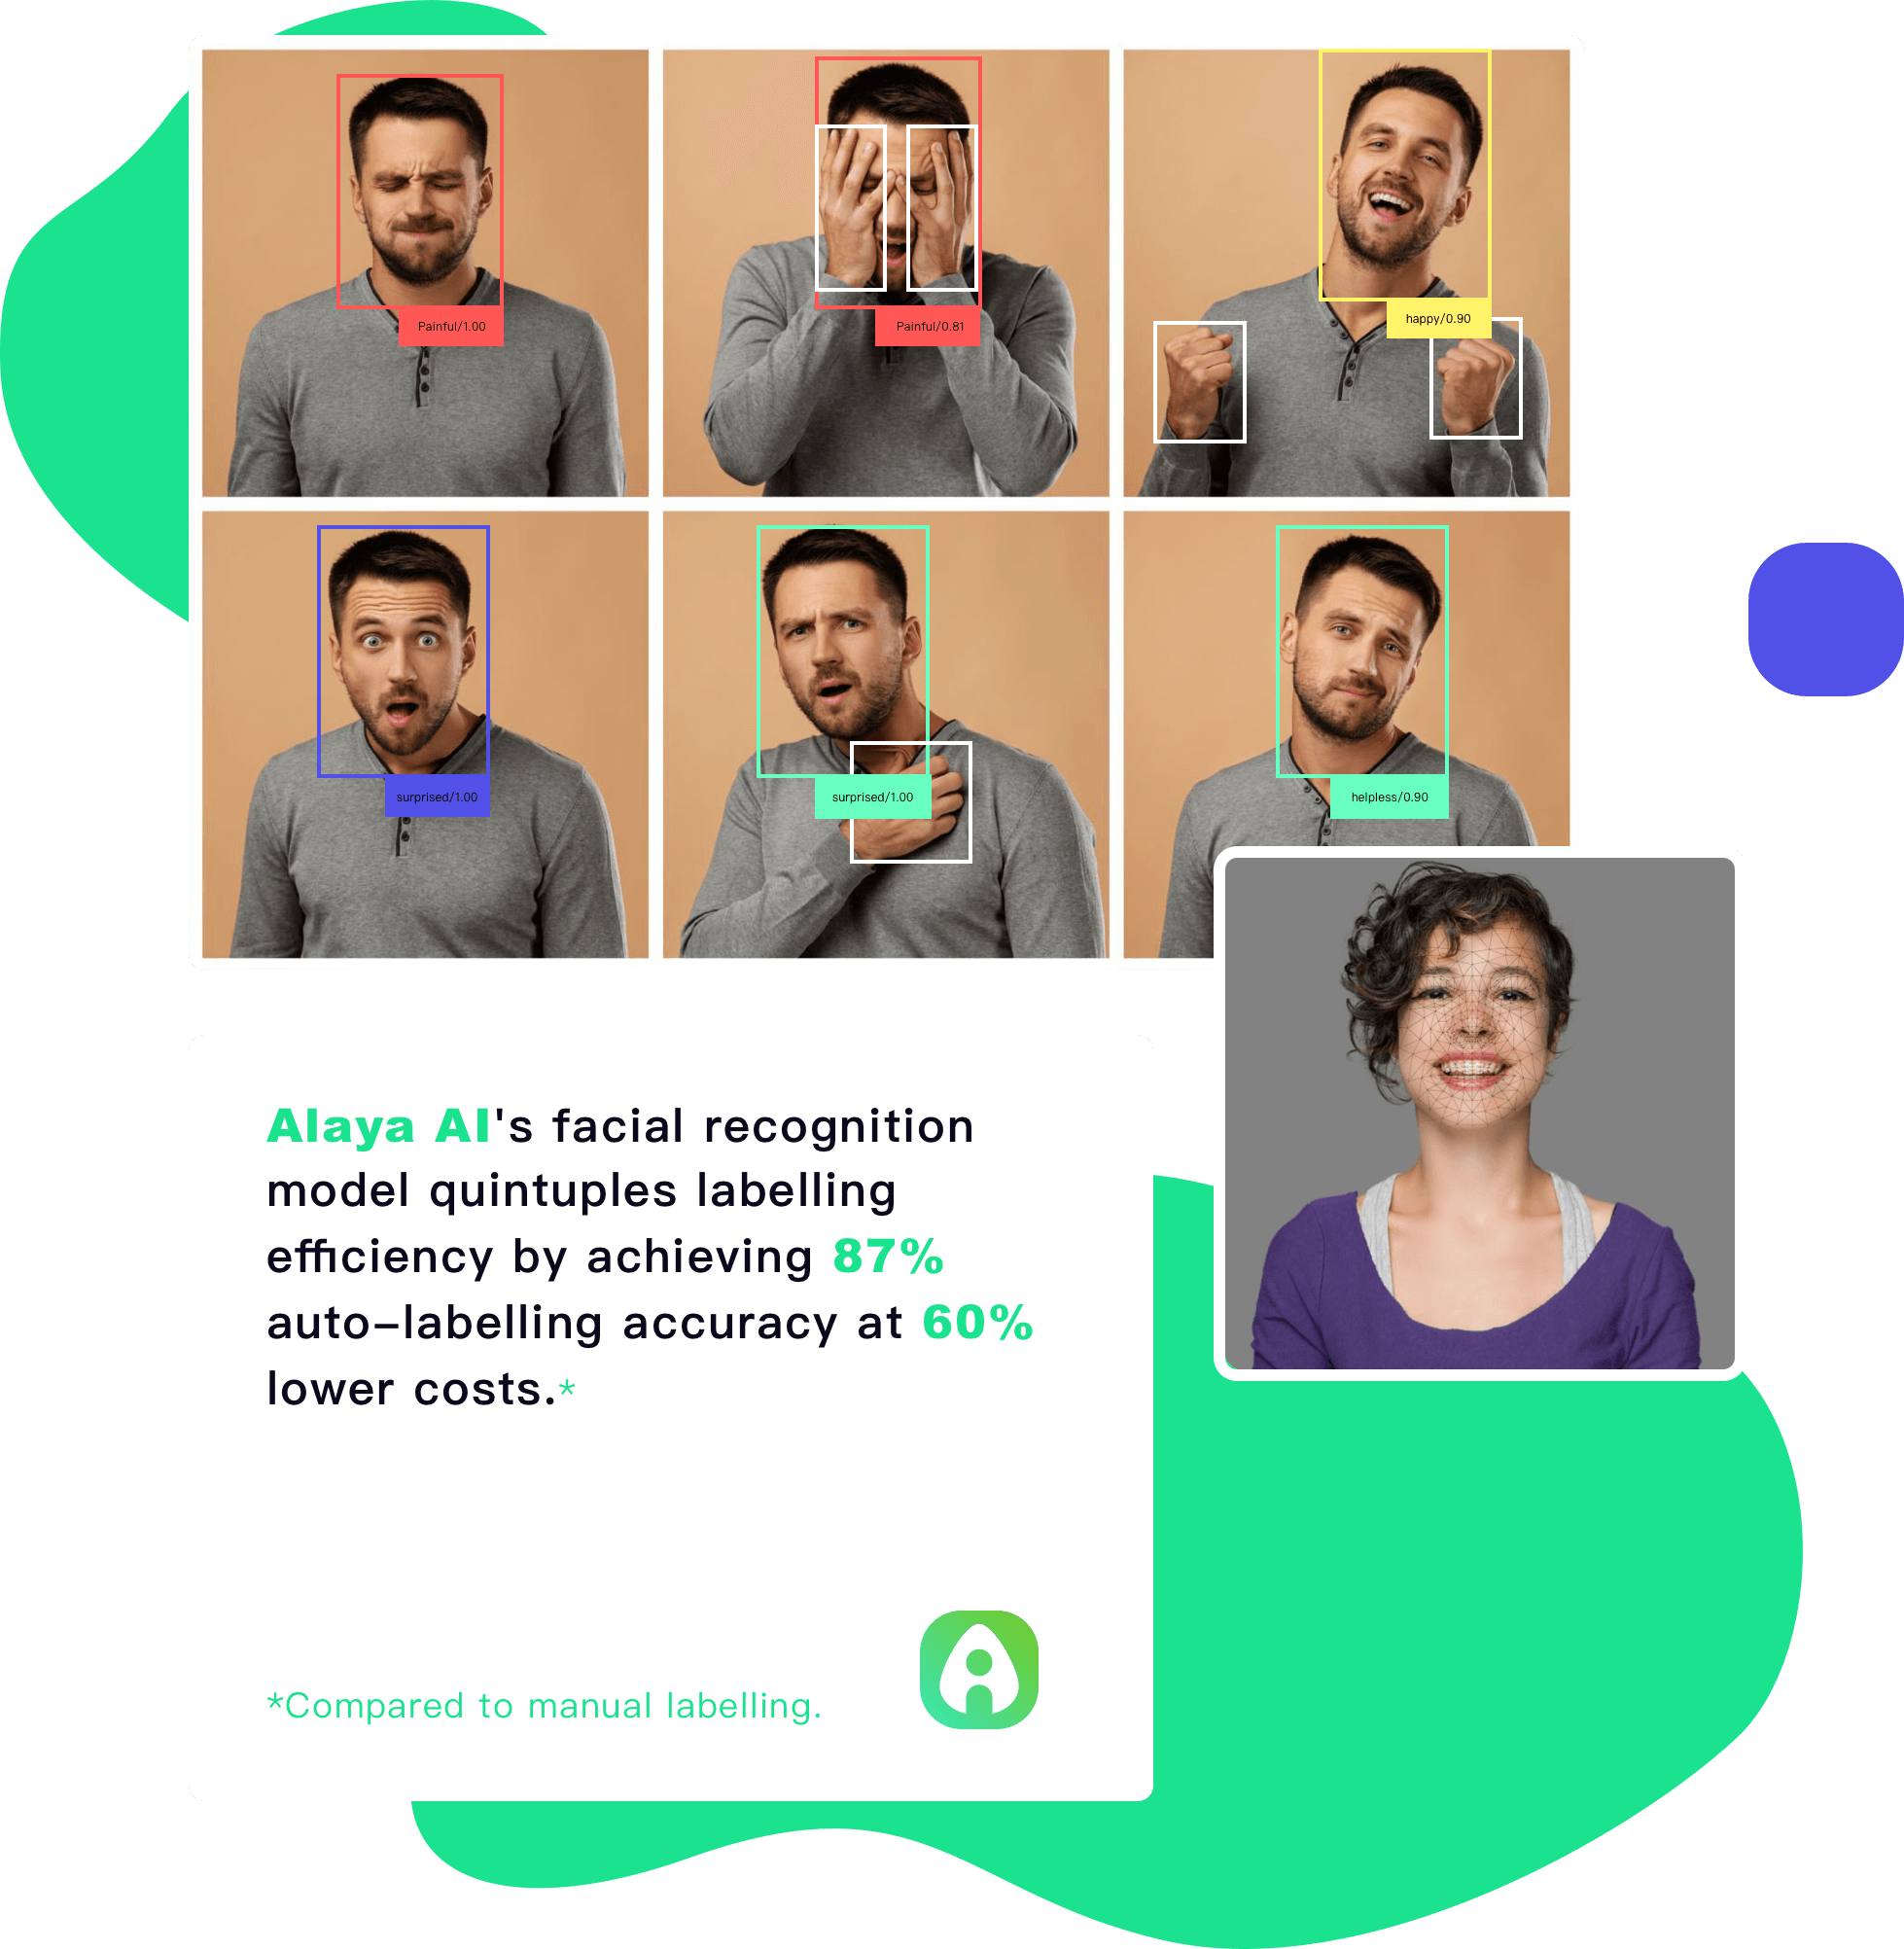 Painful/1.00
Painful/0.81
happy/0.90
surprised/1.00
surprised/1.00
helpless/0.90
Alaya AI's facial recognition
model quintuples labelling
efficiency by achieving 87%
auto–labelling accuracy at 60%
lower costs.*
*Compared to manual labelling.